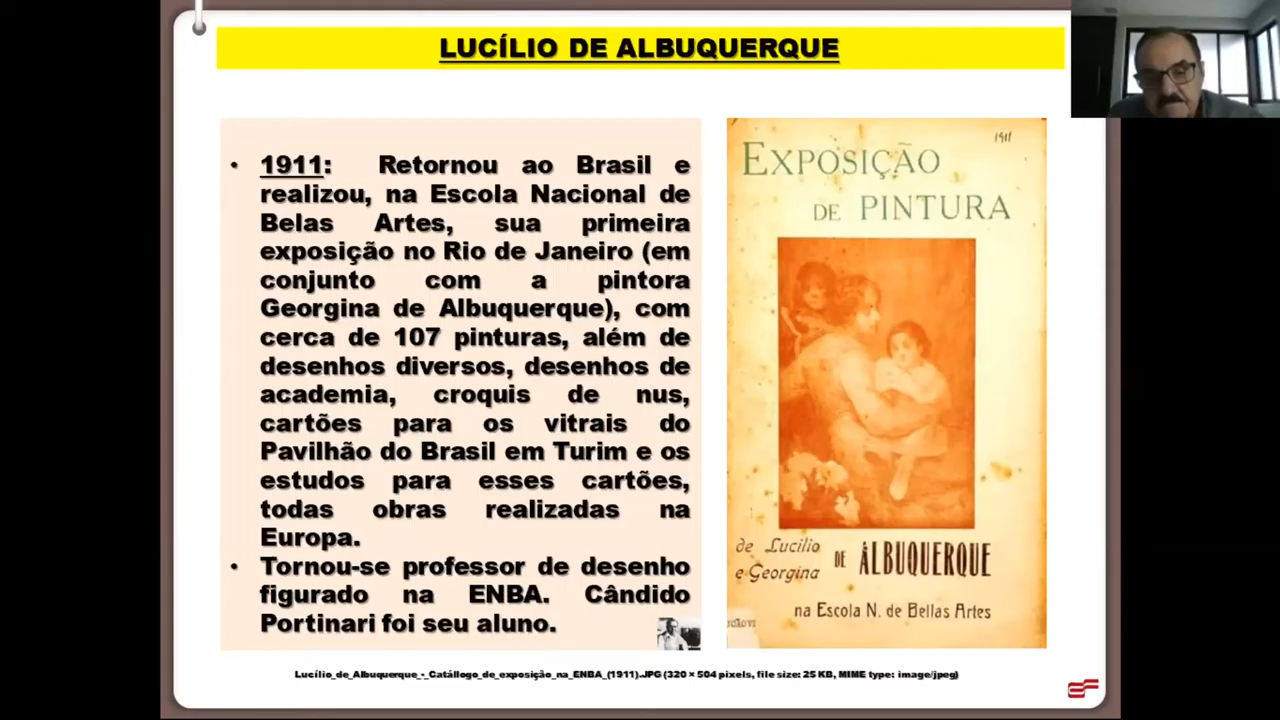 LUCÍLIO DE ALBUQUERQUE
• 1911: Retornou ao Brasil e
realizou, na Escola Nacional de
Belas Artes, sua primeira
exposição no Rio de Janeiro (em
conjunto com a pintora
Georgina de Albuquerque), com
cerca de 107 pinturas, além de
desenhos diversos, desenhos de
academia, croquis de nus,
cartões para os vitrais do
Pavilhão do Brasil em Turim e os
estudos para esses cartões,
todas obras realizadas na
Europa.
• Tornou-se professor de desenho
figurado na ENBA. Cândido
Portinari foi seu aluno.
1911
EXPOSIÇÃO
DE PINTURA
de Lucilio
e Georgina
DE ALBUQUERQUE
na Escola N. de Bellas Artes
Lucílio_de_Albuquerque_-_Catállogo_de_exposição_na_ENBA_(1911).JPG (320 × 504 pixels, file size: 25 KB, MIME type: image/jpeg)